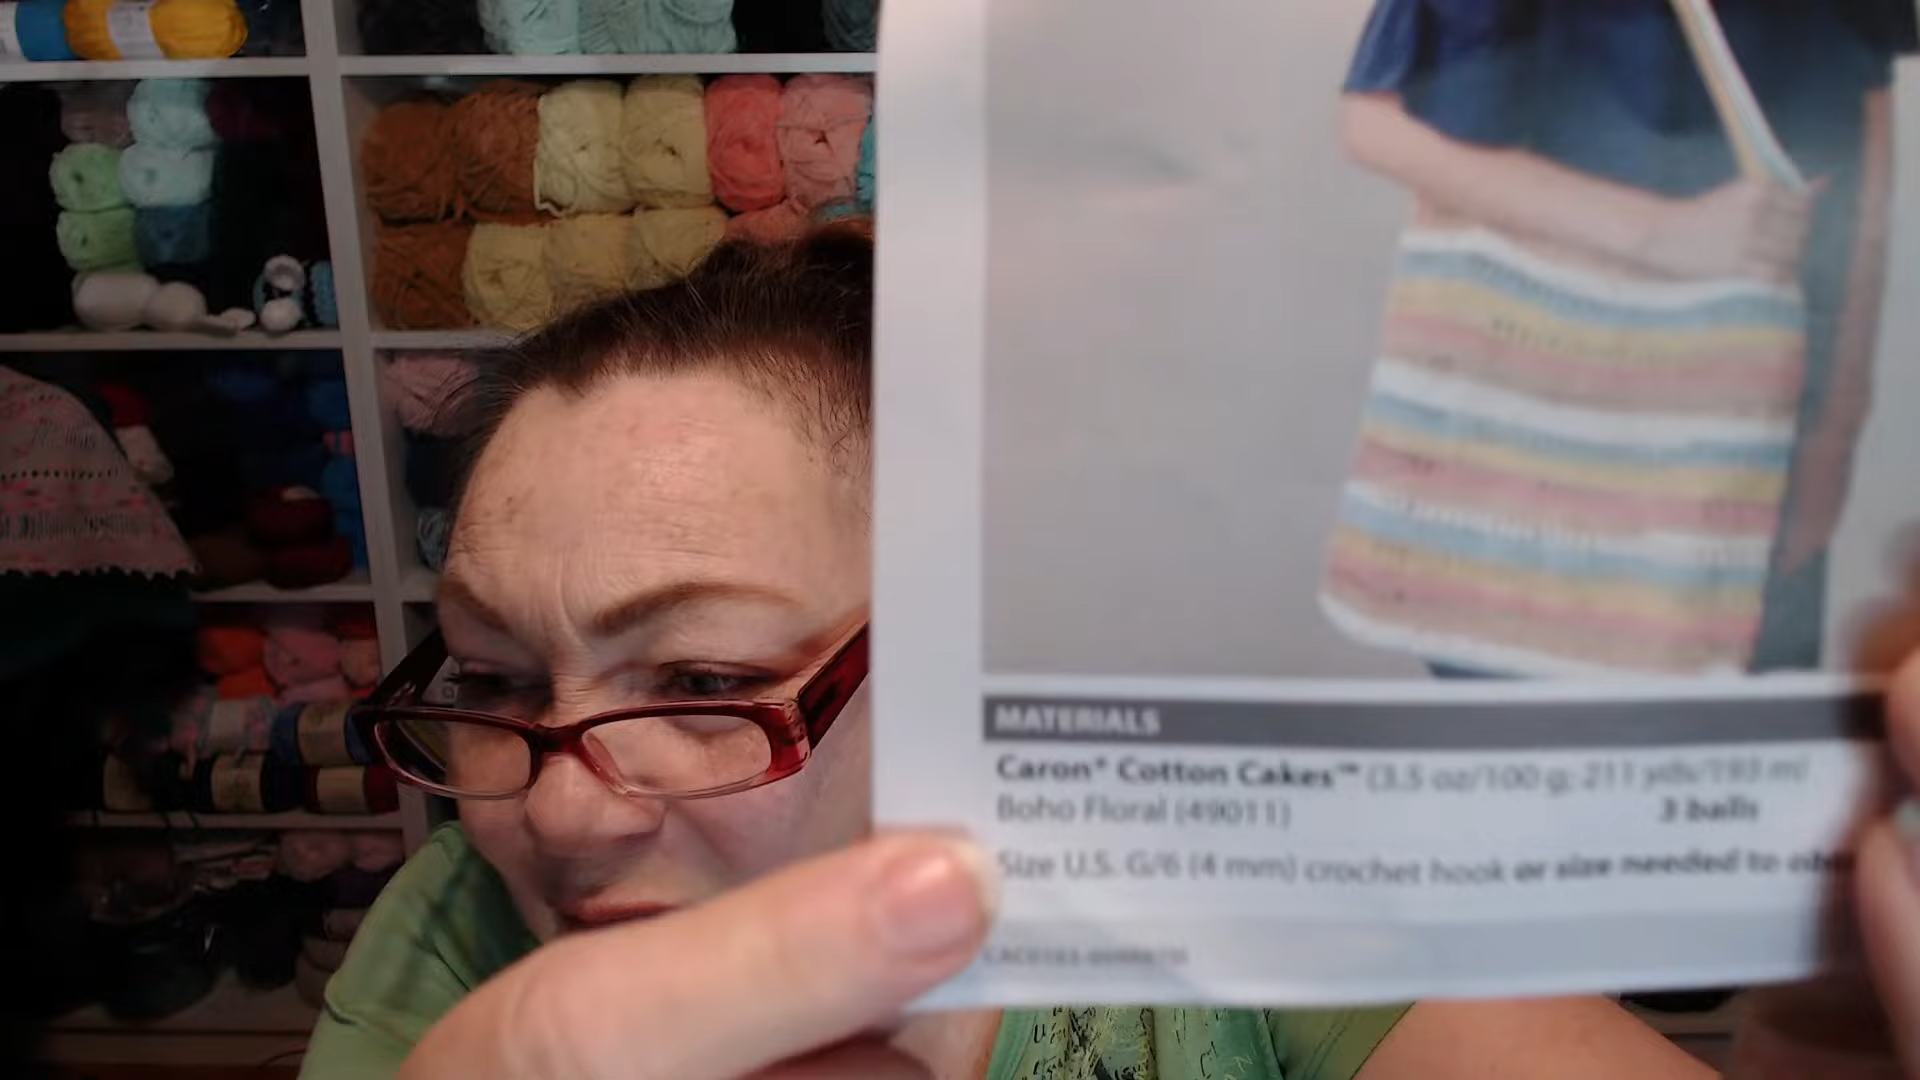 MATERIALS
Caron® Cotton Cakes™ (3.5 oz/100 g; 211 yds/193 m)
Boho Floral (49011) 3 balls
Size U.S. G/6 (4 mm) crochet hook or size needed to